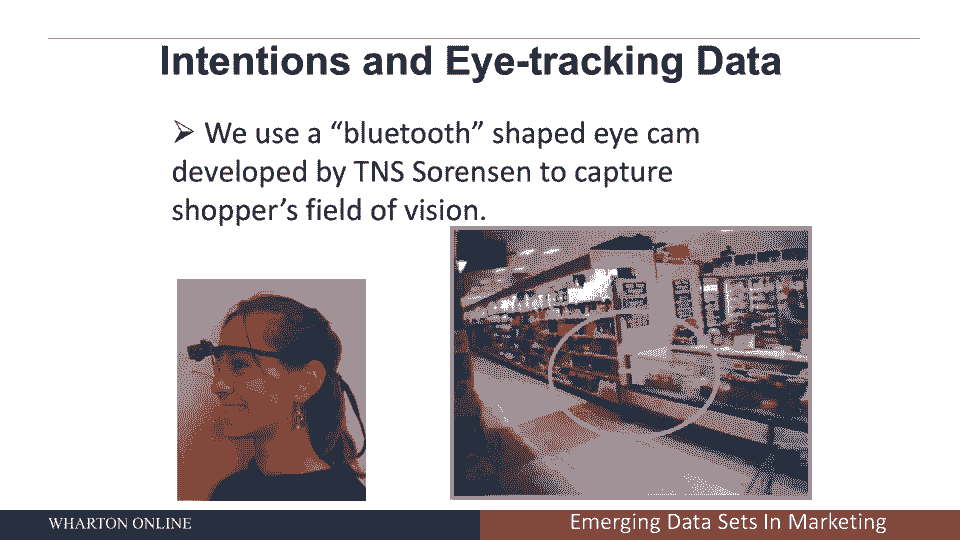 Intentions and Eye-tracking Data
➢ We use a “bluetooth” shaped eye cam
developed by TNS Sorensen to capture
shopper’s field of vision.
WHARTON ONLINE
Emerging Data Sets In Marketing